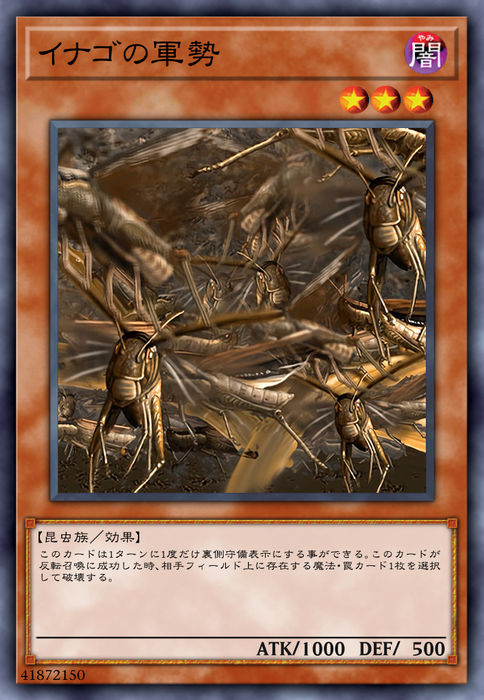 イナゴの軍勢
やみ
闇
【昆虫族/効果】
このカードは1ターンに1度だけ裏側守備表示にする事ができる。このカードが
反転召喚に成功した時、相手フィールド上に存在する魔法・罠カード1枚を選択
して破壊する。
ATK/1000 DEF/ 500
41872150